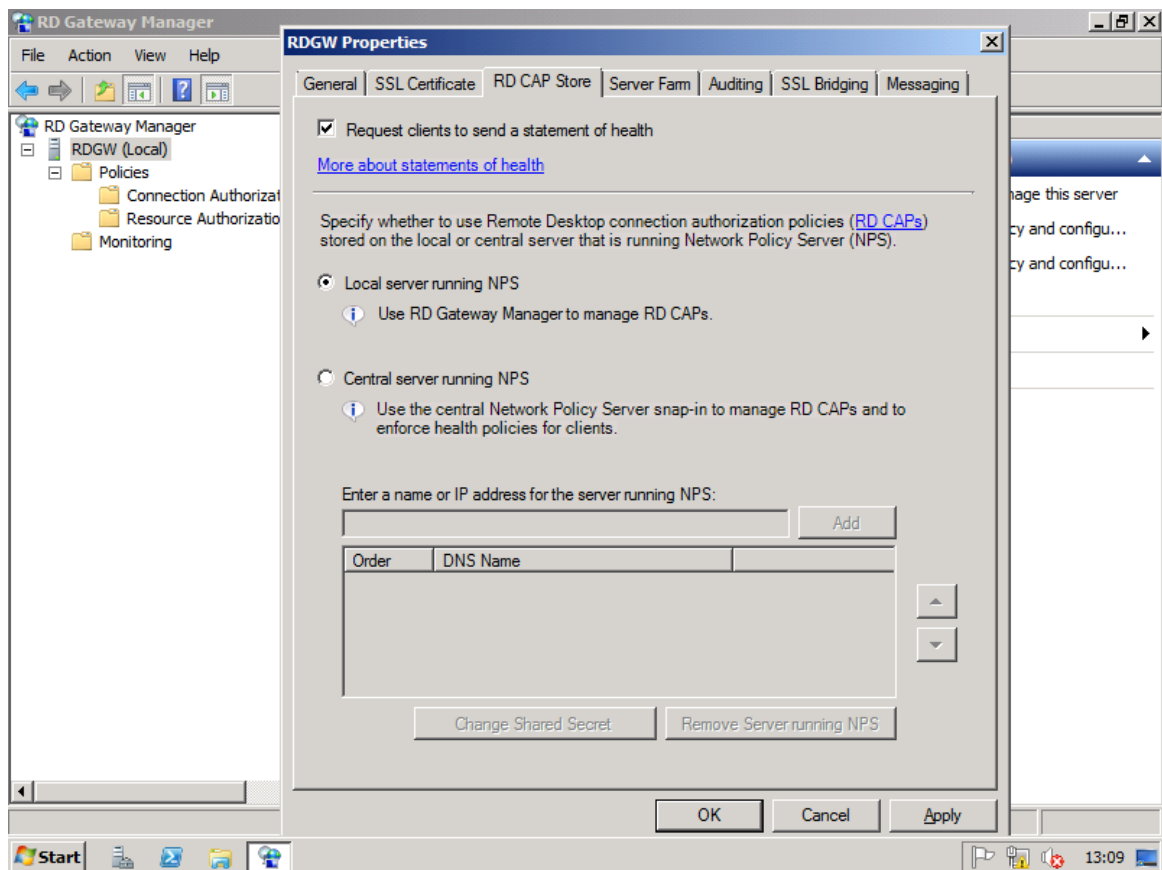 RD Gateway Manager
File Action View Help
RD Gateway Manager
RDGW (Local)
Policies
Connection Authorizat
Resource Authorizatio
Monitoring
RDGW Properties
General SSL Certificate RD CAP Store Server Farm Auditing SSL Bridging Messaging
Request clients to send a statement of health
More about statements of health
Specify whether to use Remote Desktop connection authorization policies (RD CAPs)
stored on the local or central server that is running Network Policy Server (NPS).
Local server running NPS
Use RD Gateway Manager to manage RD CAPs.
Central server running NPS
Use the central Network Policy Server snap-in to manage RD CAPs and to
enforce health policies for clients.
Enter a name or IP address for the server running NPS:
Add
Order DNS Name
Change Shared Secret Remove Server running NPS
OK Cancel Apply
nage this server
cy and configu...
cy and configu...
Start 13:09